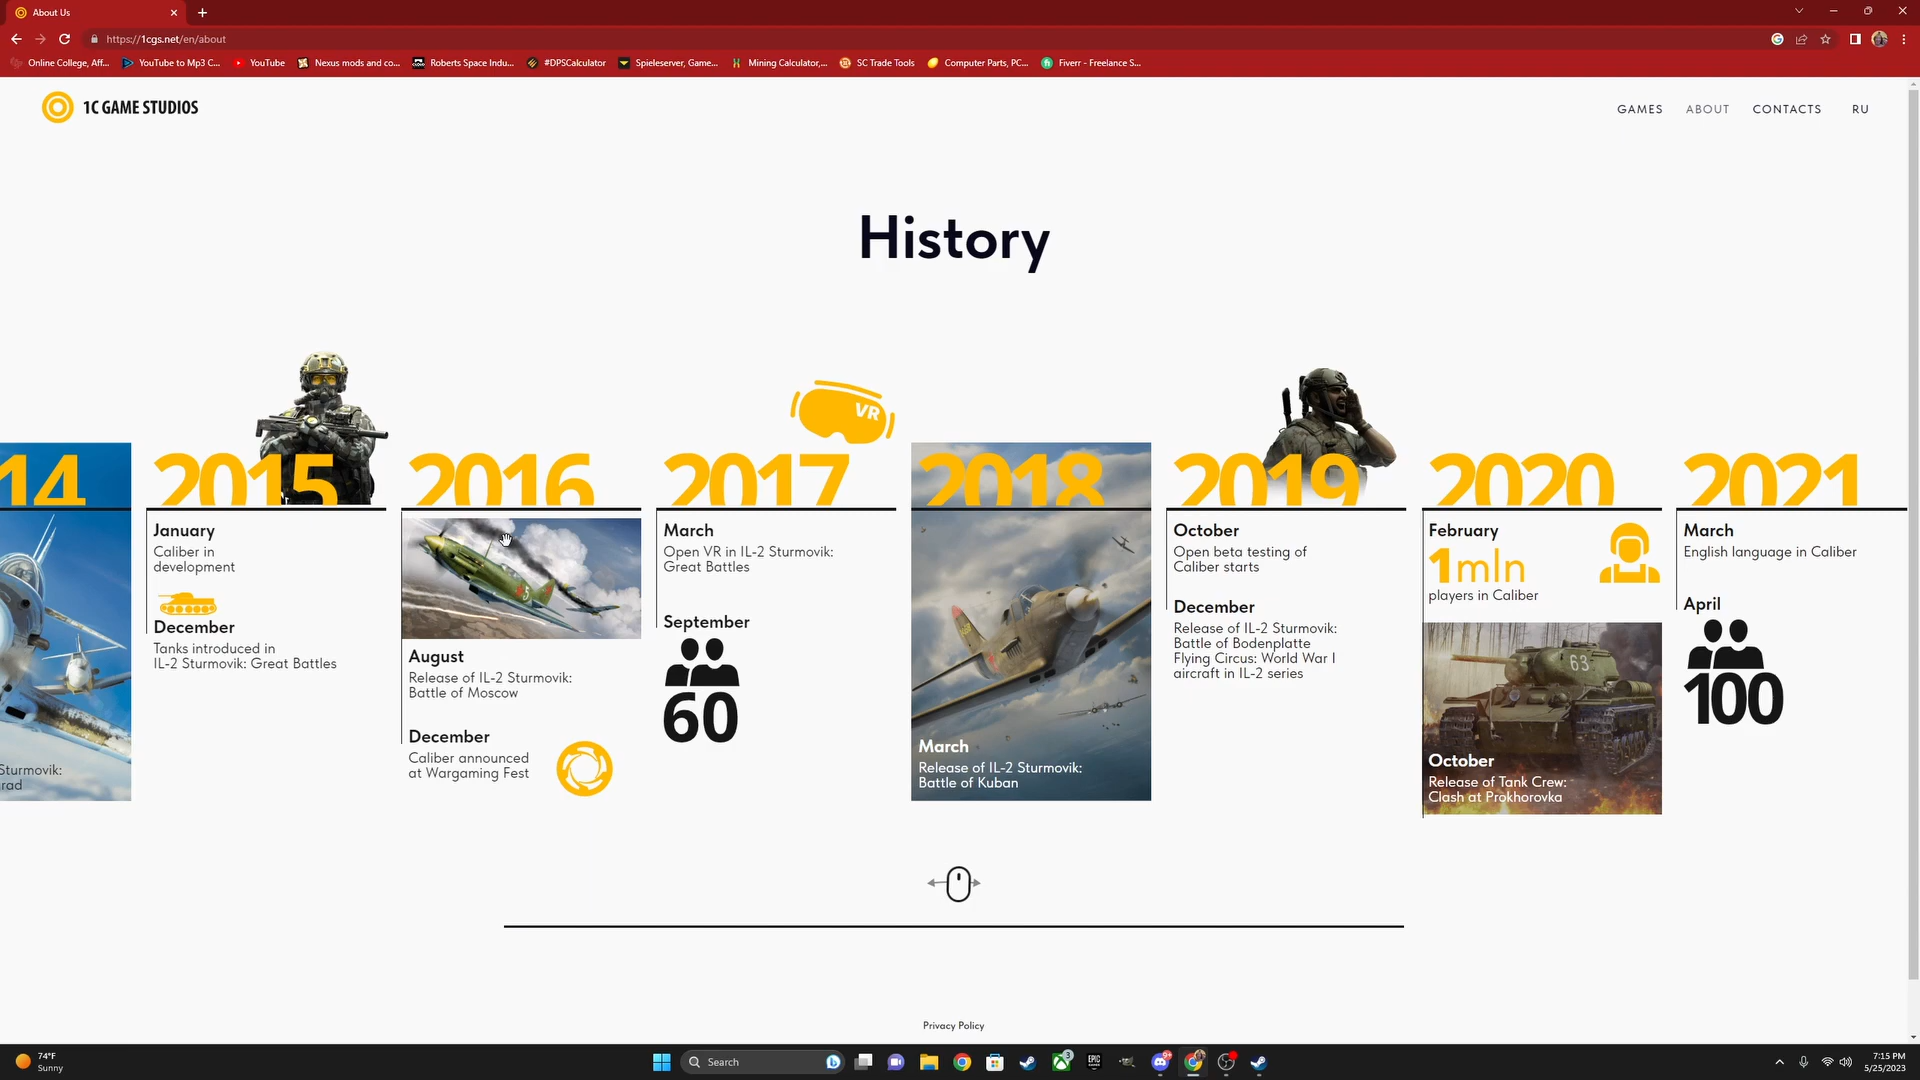 About Us
https://1cgs.net/en/about
Online College, Aff...
YouTube to Mp3 C...
YouTube
Nexus mods and co...
Roberts Space Indu...
#DPSCalculator
Spieleserver, Game...
Mining Calculator,...
SC Trade Tools
Computer Parts, PC...
Fiverr - Freelance S...
1C GAME STUDIOS
GAMES
ABOUT
CONTACTS
RU
History
14
Sturmovik:
rad
2015
January
Caliber in
development
December
Tanks introduced in
IL-2 Sturmovik: Great Battles
2016
5
August
Release of IL-2 Sturmovik:
Battle of Moscow
December
Caliber announced
at Wargaming Fest
VR
2017
March
Open VR in IL-2 Sturmovik:
Great Battles
September
60
2018
March
Release of IL-2 Sturmovik:
Battle of Kuban
2019
October
Open beta testing of
Caliber starts
December
Release of IL-2 Sturmovik:
Battle of Bodenplatte
Flying Circus: World War I
aircraft in IL-2 series
2020
February
1mln
players in Caliber
63
October
Release of Tank Crew:
Clash at Prokhorovka
2021
March
English language in Caliber
April
100
Privacy Policy
74°F
Sunny
Search
3
EPIC
9+
7:15 PM
5/25/2023